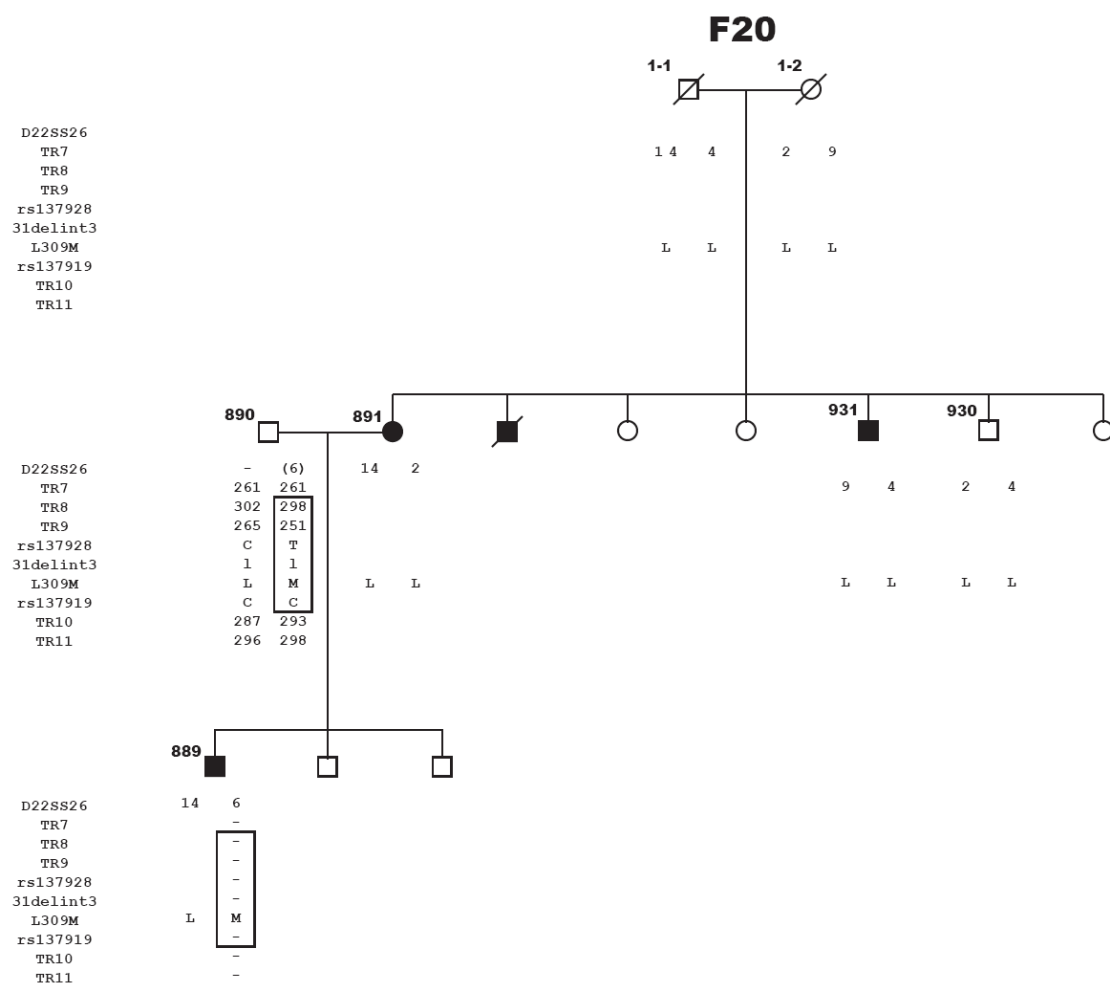 F20
1-1 1-2
D22SS26
TR7 1 4 4 2 9
TR8
TR9
rs137928
31delint3
L309M L L L L
rs137919
TR10
TR11
890 891 931 930
D22SS26 - (6) 14 2
TR7 261 261 9 4 2 4
TR8 302 298
TR9 265 251
rs137928 C T
31delint3 1 1
L309M L M L L L L L L
rs137919 C C
TR10 287 293
TR11 296 298
889
D22SS26 14 6
TR7 -
TR8 -
TR9 -
rs137928 -
31delint3 -
L309M L M
rs137919 -
TR10 -
TR11 -